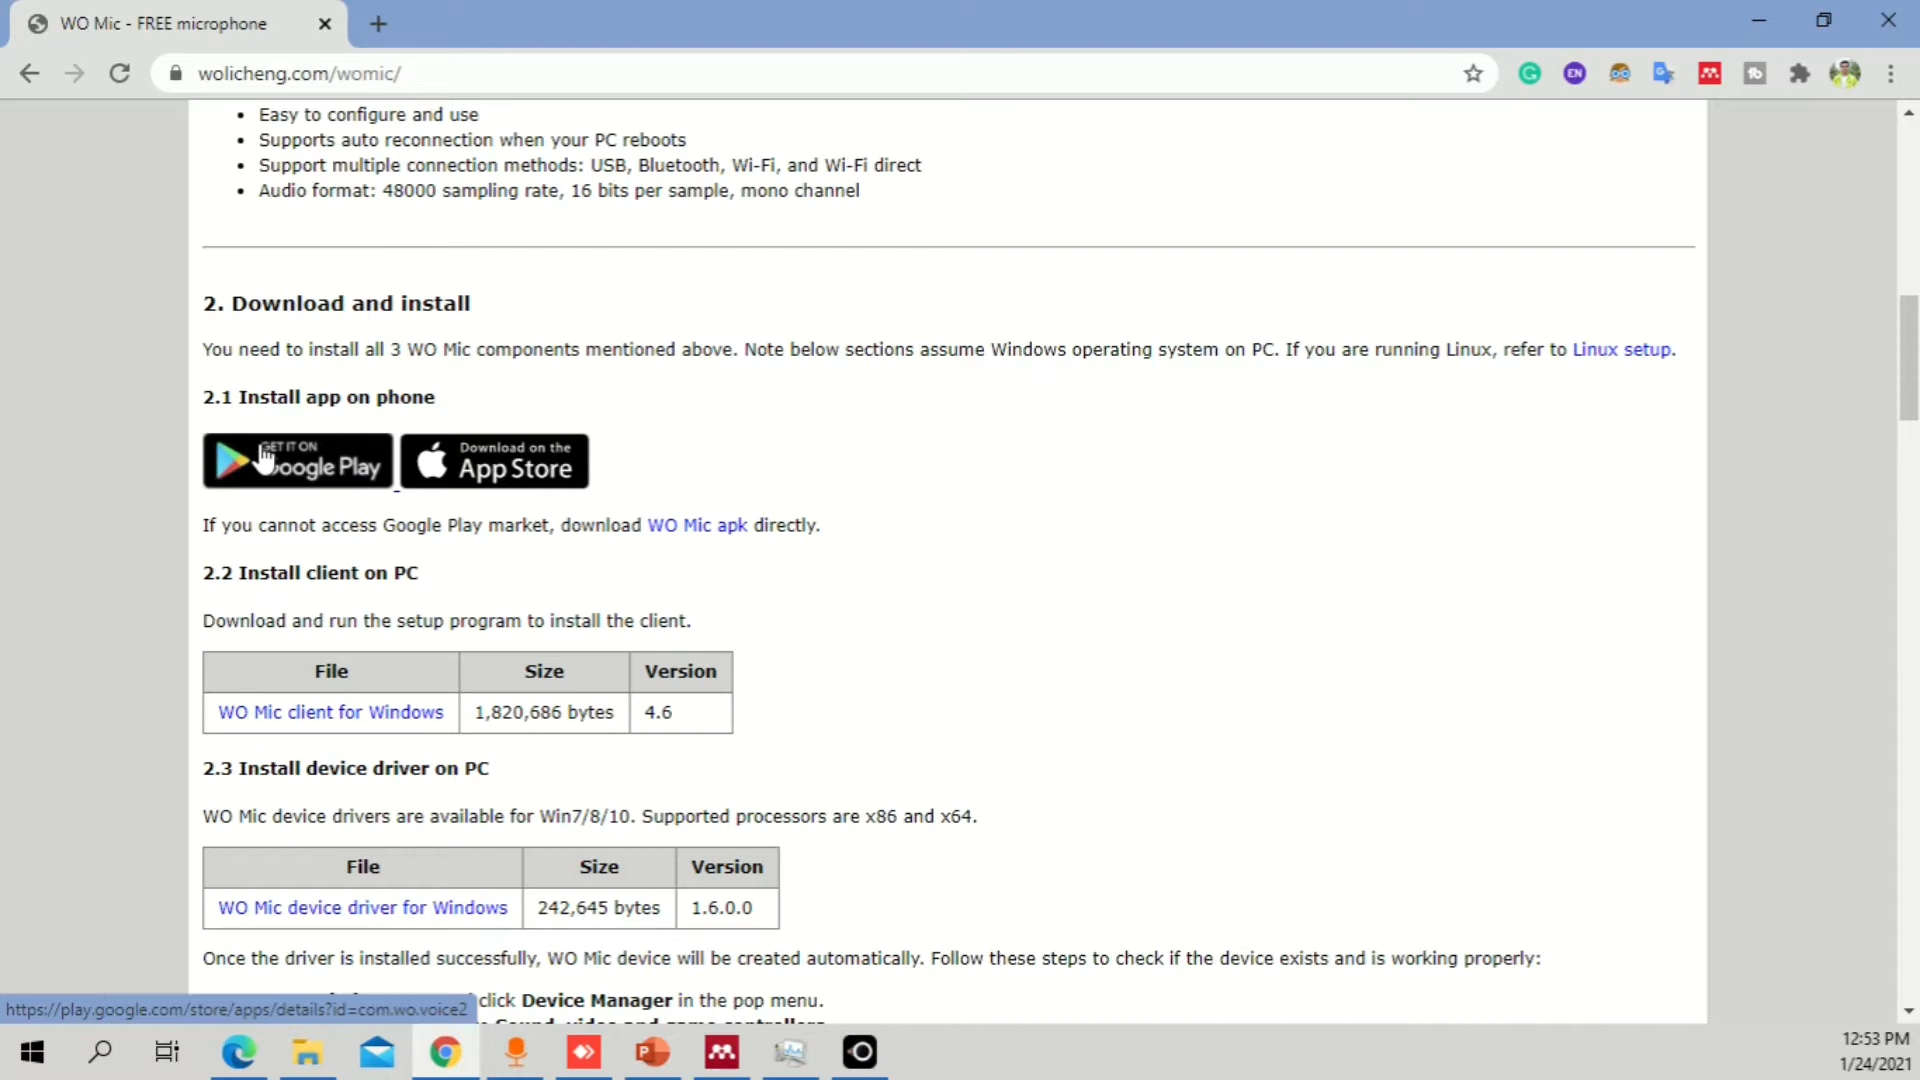 WO Mic - FREE microphone
wolicheng.com/womic/
EN
• Easy to configure and use
• Supports auto reconnection when your PC reboots
• Support multiple connection methods: USB, Bluetooth, Wi-Fi, and Wi-Fi direct
• Audio format: 48000 sampling rate, 16 bits per sample, mono channel
2. Download and install
You need to install all 3 WO Mic components mentioned above. Note below sections assume Windows operating system on PC. If you are running Linux, refer to Linux setup.
2.1 Install app on phone
GET IT ON
Google Play
Download on the
App Store
If you cannot access Google Play market, download WO Mic apk directly.
2.2 Install client on PC
Download and run the setup program to install the client.
File Size Version
WO Mic client for Windows 1,820,686 bytes 4.6
2.3 Install device driver on PC
WO Mic device drivers are available for Win7/8/10. Supported processors are x86 and x64.
File Size Version
WO Mic device driver for Windows 242,645 bytes 1.6.0.0
Once the driver is installed successfully, WO Mic device will be created automatically. Follow these steps to check if the device exists and is working properly:
click Device Manager in the pop menu.
Sound, video and game controllers
https://play.google.com/store/apps/details?id=com.wo.voice2
12:53 PM
1/24/2021